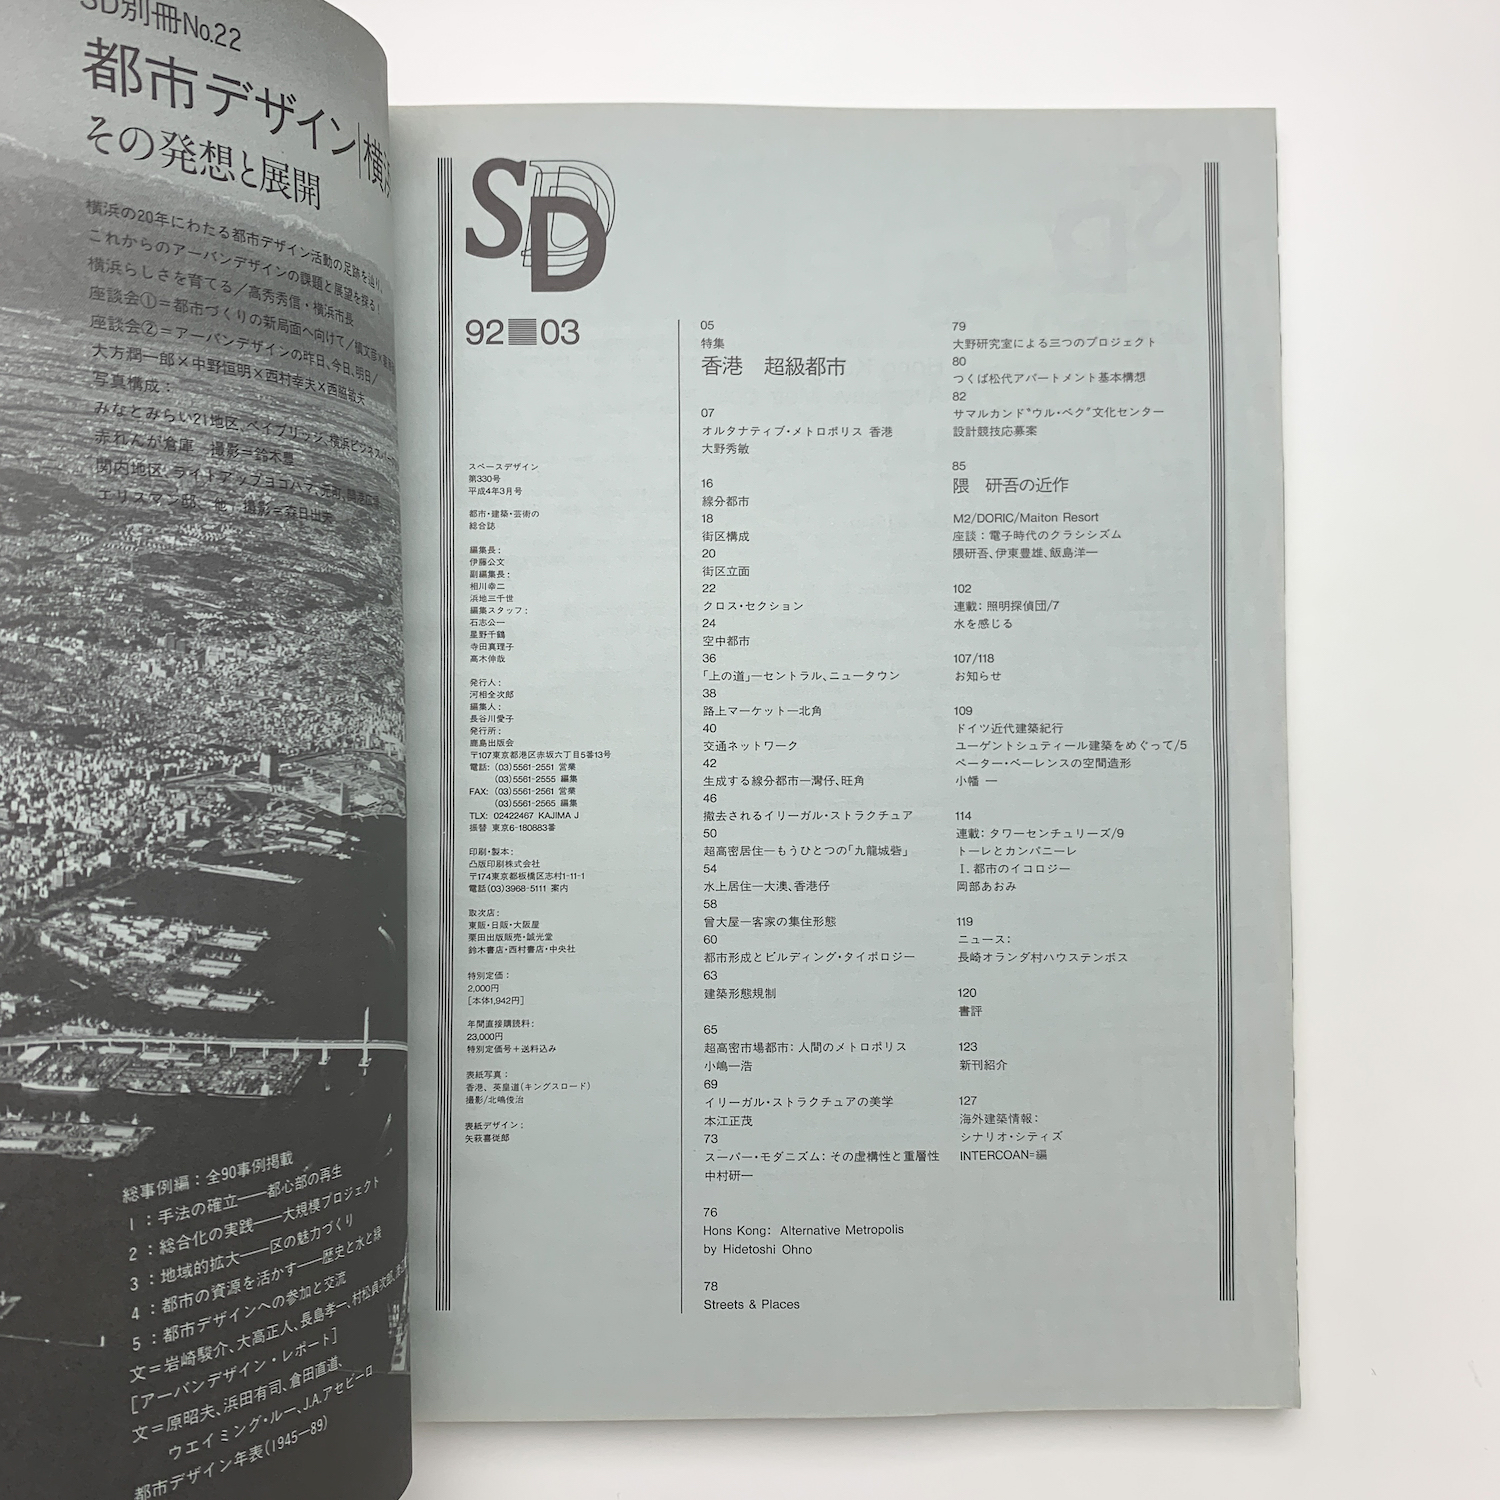 SD別冊No.22
都市デザイン|横浜
その発想と展開
横浜の20年にわたる都市デザイン活動の足跡を辿り、
これからのアーバンデザインの課題と展望を探る!
横浜らしさを育てる/高秀秀信・横浜市長
座談会①=都市づくりの新局面へ向けて/槇文彦×
座談会②=アーバンデザインの昨日、今日、明日/
大方潤一郎×中野恒明×西村幸夫×西脇敏夫
写真構成:
みなとみらい21地区、ベイブリッジ、横浜ビジネスパーク
赤れんが倉庫 撮影=鈴木豊
関内地区、ライトアップヨコハマ、元町、開港広場
エリスマン邸、他 撮影=森日出夫
総事例編:全90事例掲載
1:手法の確立——都心部の再生
2:総合化の実践——大規模プロジェクト
3:地域的拡大——区の魅力づくり
4:都市の資源を活かす——歴史と水と緑
5:都市デザインへの参加と交流
文=岩崎駿介、大高正人、長島孝一、村松貞次郎、
[アーバンデザイン・レポート]
文=原昭夫、浜田有司、倉田直道、
ウエイミング・ルー、J.A.アセビーロ
都市デザイン年表(1945—89)
SD
92 03
スペースデザイン
第330号
平成4年3月号
都市・建築・芸術の
総合誌
編集長:
伊藤公文
副編集長:
相川幸二
浜地三千世
編集スタッフ:
石志公一
星野千鶴
寺田真理子
高木伸哉
発行人:
河相全次郎
編集人:
長谷川愛子
発行所:
鹿島出版会
〒107東京都港区赤坂六丁目5番13号
電話: (03)5561-2551 営業
(03)5561-2555 編集
FAX: (03)5561-2561 営業
(03)5561-2565 編集
TLX: 02422467 KAJIMA J
振替 東京6-180883番
印刷・製本:
凸版印刷株式会社
〒174東京都板橋区志村1-11-1
電話(03)3968-5111 案内
取次店:
東販・日販・大阪屋
栗田出版販売・誠光堂
鈴木書店・西村書店・中央社
特別定価:
2,000円
[本体1,942円]
年間直接購読料:
23,000円
特別定価号+送料込み
表紙写真:
香港、英皇道(キングスロード)
撮影/北嶋俊治
表紙デザイン:
矢萩喜従郎
05
特集
香港 超級都市
07
オルタナティブ・メトロポリス 香港
大野秀敏
16
線分都市
18
街区構成
20
街区立面
22
クロス・セクション
24
空中都市
36
「上の道」—セントラル、ニュータウン
38
路上マーケット—北角
40
交通ネットワーク
42
生成する線分都市—灣仔、旺角
46
撤去されるイリーガル・ストラクチュア
50
超高密居住—もうひとつの「九龍城砦」
54
水上居住—大澳、香港仔
58
曾大屋—客家の集住形態
60
都市形成とビルディング・タイポロジー
63
建築形態規制
65
超高密市場都市: 人間のメトロポリス
小嶋一浩
69
イリーガル・ストラクチュアの美学
本江正茂
73
スーパー・モダニズム: その虚構性と重層性
中村研一
76
Hons Kong: Alternative Metropolis
by Hidetoshi Ohno
78
Streets & Places
79
大野研究室による三つのプロジェクト
80
つくば松代アパートメント基本構想
82
サマルカンド"ウル・ベク"文化センター
設計競技応募案
85
隈 研吾の近作
M2/DORIC/Maiton Resort
座談:電子時代のクラシシズム
隈研吾、伊東豊雄、飯島洋一
102
連載: 照明探偵団/7
水を感じる
107/118
お知らせ
109
ドイツ近代建築紀行
ユーゲントシュティール建築をめぐって/5
ペーター・ベーレンスの空間造形
小幡 一
114
連載: タワーセンチュリーズ/9
トーレとカンパニーレ
I. 都市のイコロジー
岡部あおみ
119
ニュース:
長崎オランダ村ハウステンボス
120
書評
123
新刊紹介
127
海外建築情報:
シナリオ・シティズ
INTERCOAN=編